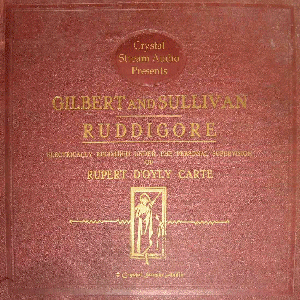 Crystal
Stream Audio
Presents
GILBERT AND SULLIVAN
RUDDIGORE
ELECTRICALLY RECORDED UNDER THE PERSONAL SUPERVISION
OF
RUPERT D'OYLY CARTE